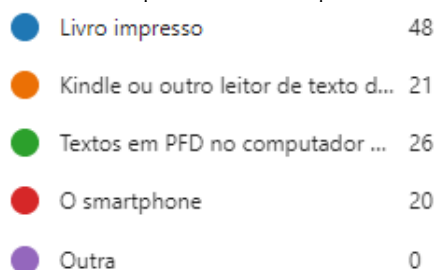 Livro impresso 48
Kindle ou outro leitor de texto d... 21
Textos em PFD no computador ... 26
O smartphone 20
Outra 0